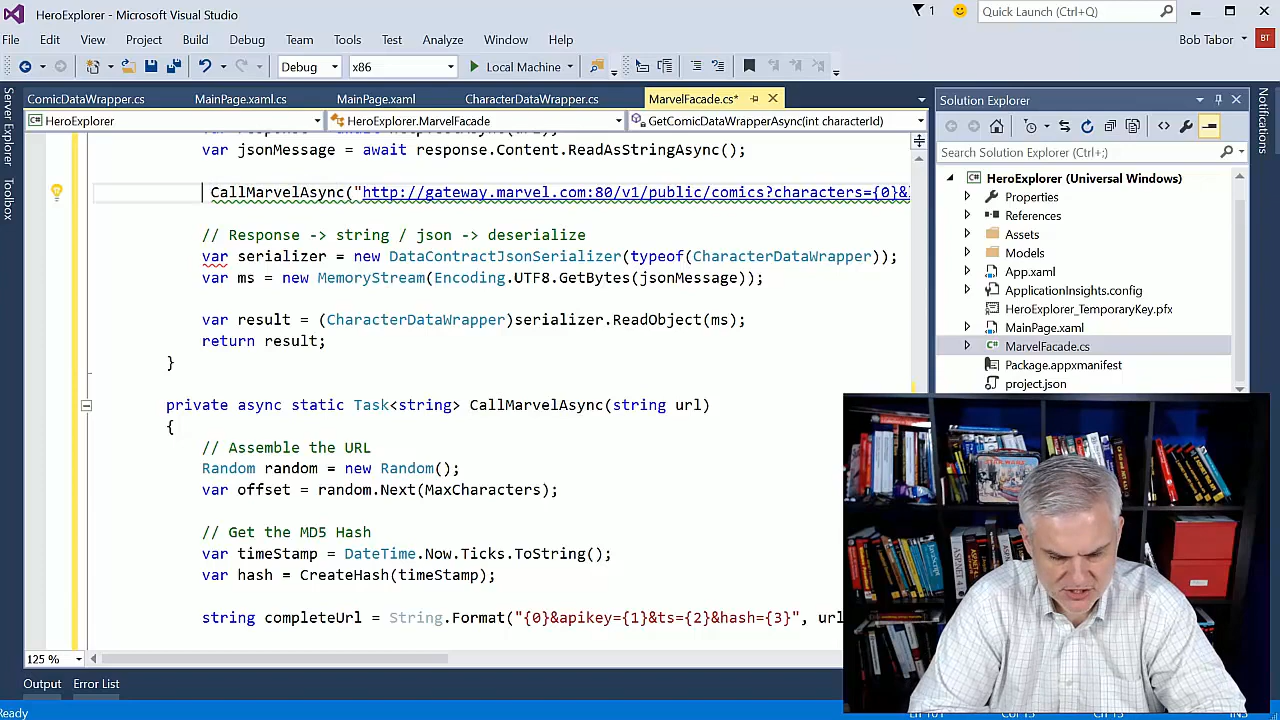 HeroExplorer - Microsoft Visual Studio
1
Quick Launch (Ctrl+Q)
File Edit View Project Build Debug Team Tools Test Analyze Window Help
Bob Tabor
BT
Debug x86 Local Machine
ComicDataWrapper.cs MainPage.xaml.cs MainPage.xaml CharacterDataWrapper.cs MarvelFacade.cs*
HeroExplorer HeroExplorer.MarvelFacade GetComicDataWrapperAsync(int characterId)
Server Explorer
Toolbox
var jsonMessage = await response.Content.ReadAsStringAsync();
CallMarvelAsync("http://gateway.marvel.com:80/v1/public/comics?characters={0}&
// Response -> string / json -> deserialize
var serializer = new DataContractJsonSerializer(typeof(CharacterDataWrapper));
var ms = new MemoryStream(Encoding.UTF8.GetBytes(jsonMessage));
var result = (CharacterDataWrapper)serializer.ReadObject(ms);
return result;
}
private async static Task<string> CallMarvelAsync(string url)
{
// Assemble the URL
Random random = new Random();
var offset = random.Next(MaxCharacters);
// Get the MD5 Hash
var timeStamp = DateTime.Now.Ticks.ToString();
var hash = CreateHash(timeStamp);
string completeUrl = String.Format("{0}&apikey={1}&ts={2}&hash={3}", url
125 %
Output Error List
Ready
Solution Explorer
Search Solution Explorer (Ctrl+;)
HeroExplorer (Universal Windows)
Properties
References
Assets
Models
App.xaml
ApplicationInsights.config
HeroExplorer_TemporaryKey.pfx
MainPage.xaml
MarvelFacade.cs
Package.appxmanifest
project.json
Notifications